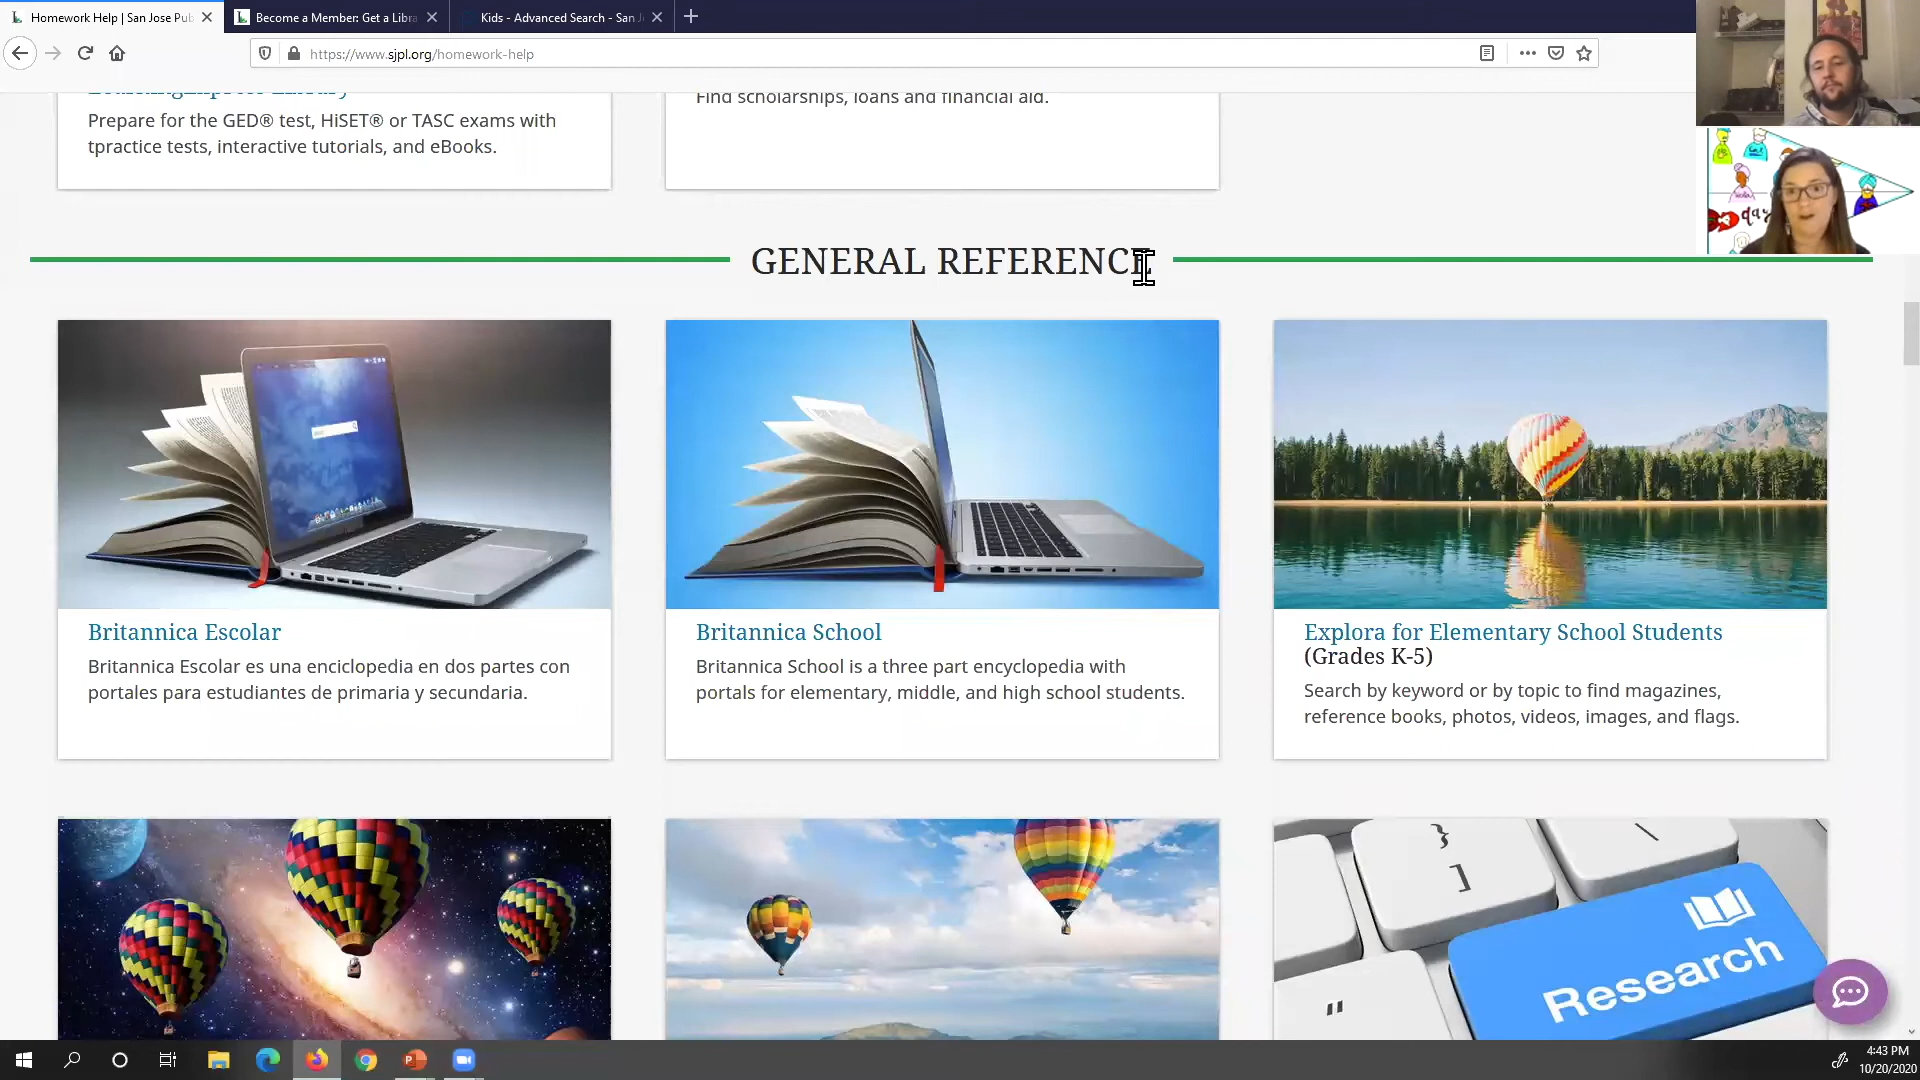 Homework Help | San Jose Pub
Become a Member: Get a Libra
Kids - Advanced Search - San J
https://www.sjpl.org/homework-help
LearningExpress Library
Find scholarships, loans and financial aid.
Prepare for the GED® test, HiSET® or TASC exams with
tpractice tests, interactive tutorials, and eBooks.
GENERAL REFERENCE
Britannica Escolar
Britannica Escolar es una enciclopedia en dos partes con
portales para estudiantes de primaria y secundaria.
Britannica School
Britannica School is a three part encyclopedia with
portals for elementary, middle, and high school students.
Explora for Elementary School Students
(Grades K-5)
Search by keyword or by topic to find magazines,
reference books, photos, videos, images, and flags.
}
]
\
"
Research
4:43 PM
10/20/2020